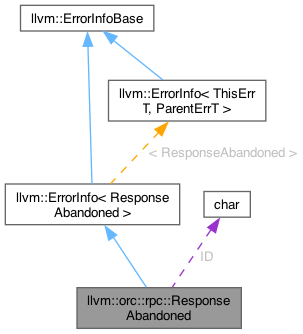 llvm::ErrorInfoBase
llvm::ErrorInfo< ThisErr
T, ParentErrT >
< ResponseAbandoned >
llvm::ErrorInfo< Response
Abandoned >
char
ID
llvm::orc::rpc::Response
Abandoned